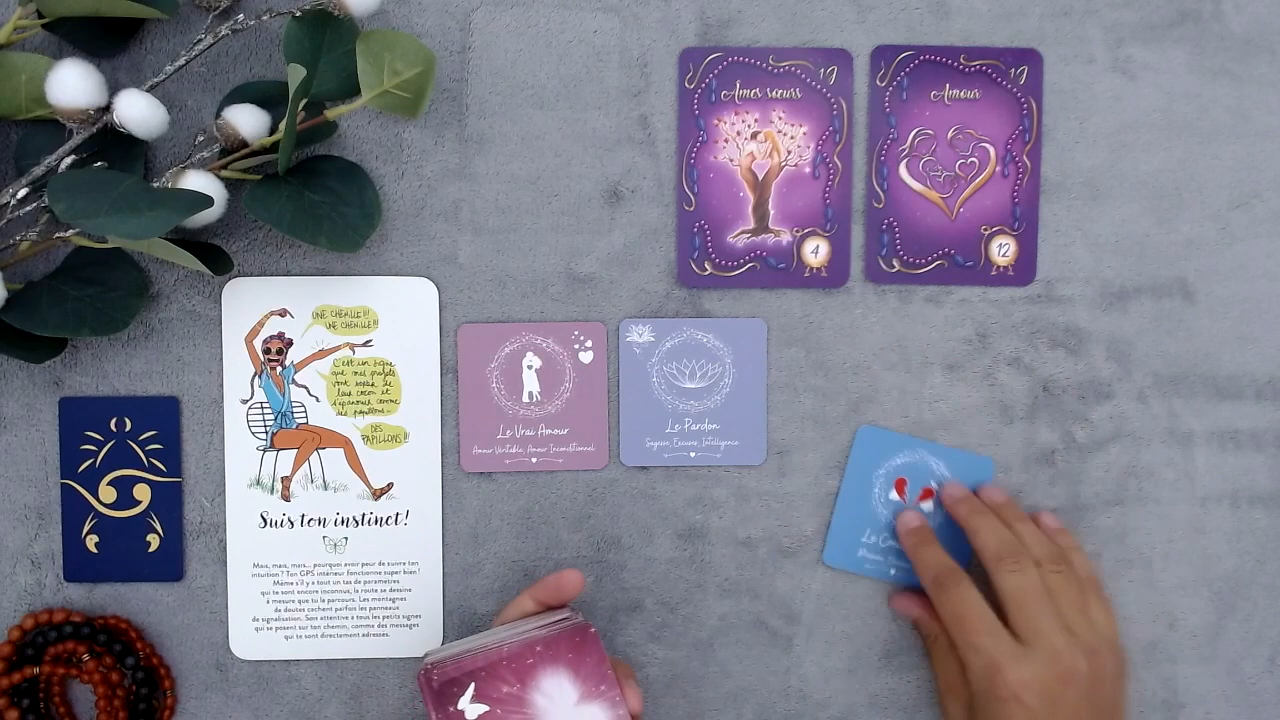 Âmes sœurs
4
Amour
12
UNE CHENILLE!!!
UNE CHENILLE!!!
C'est un signe
que mes projets
vont sortir de
leur cocon et
s'épanouir comme
des papillons...
DES
PAPILLONS!!!
Suis ton instinct!
Mais, mais, mais... pourquoi avoir peur de suivre ton
intuition ? Ton GPS intérieur fonctionne super bien !
Même s'il y a tout un tas de paramètres
qui te sont encore inconnus, la route se dessine
à mesure que tu la parcours. Les montagnes
de doutes cachent parfois les panneaux
de signalisation. Sois attentive à tous les petits signes
qui se posent sur ton chemin, comme des messages
qui te sont directement adressés.
Le Vrai Amour
Amour Véritable, Amour Inconditionnel
Le Pardon
Sagesse, Excuses, Intelligence